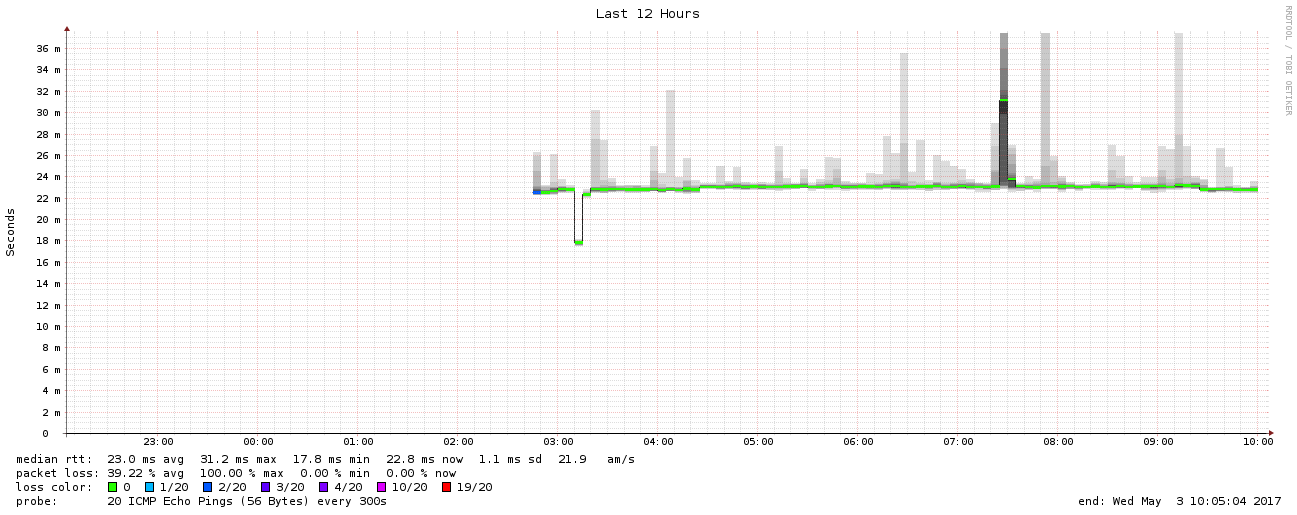 Last 12 Hours
RRDTOOL / TOBI OETIKER
Seconds
36 m
34 m
32 m
30 m
28 m
26 m
24 m
22 m
20 m
18 m
16 m
14 m
12 m
10 m
8 m
6 m
4 m
2 m
0
23:00 00:00 01:00 02:00 03:00 04:00 05:00 06:00 07:00 08:00 09:00 10:00
median rtt: 23.0 ms avg 31.2 ms max 17.8 ms min 22.8 ms now 1.1 ms sd 21.9 am/s
packet loss: 39.22 % avg 100.00 % max 0.00 % min 0.00 % now
loss color: 0 1/20 2/20 3/20 4/20 10/20 19/20
probe: 20 ICMP Echo Pings (56 Bytes) every 300s end: Wed May 3 10:05:04 2017